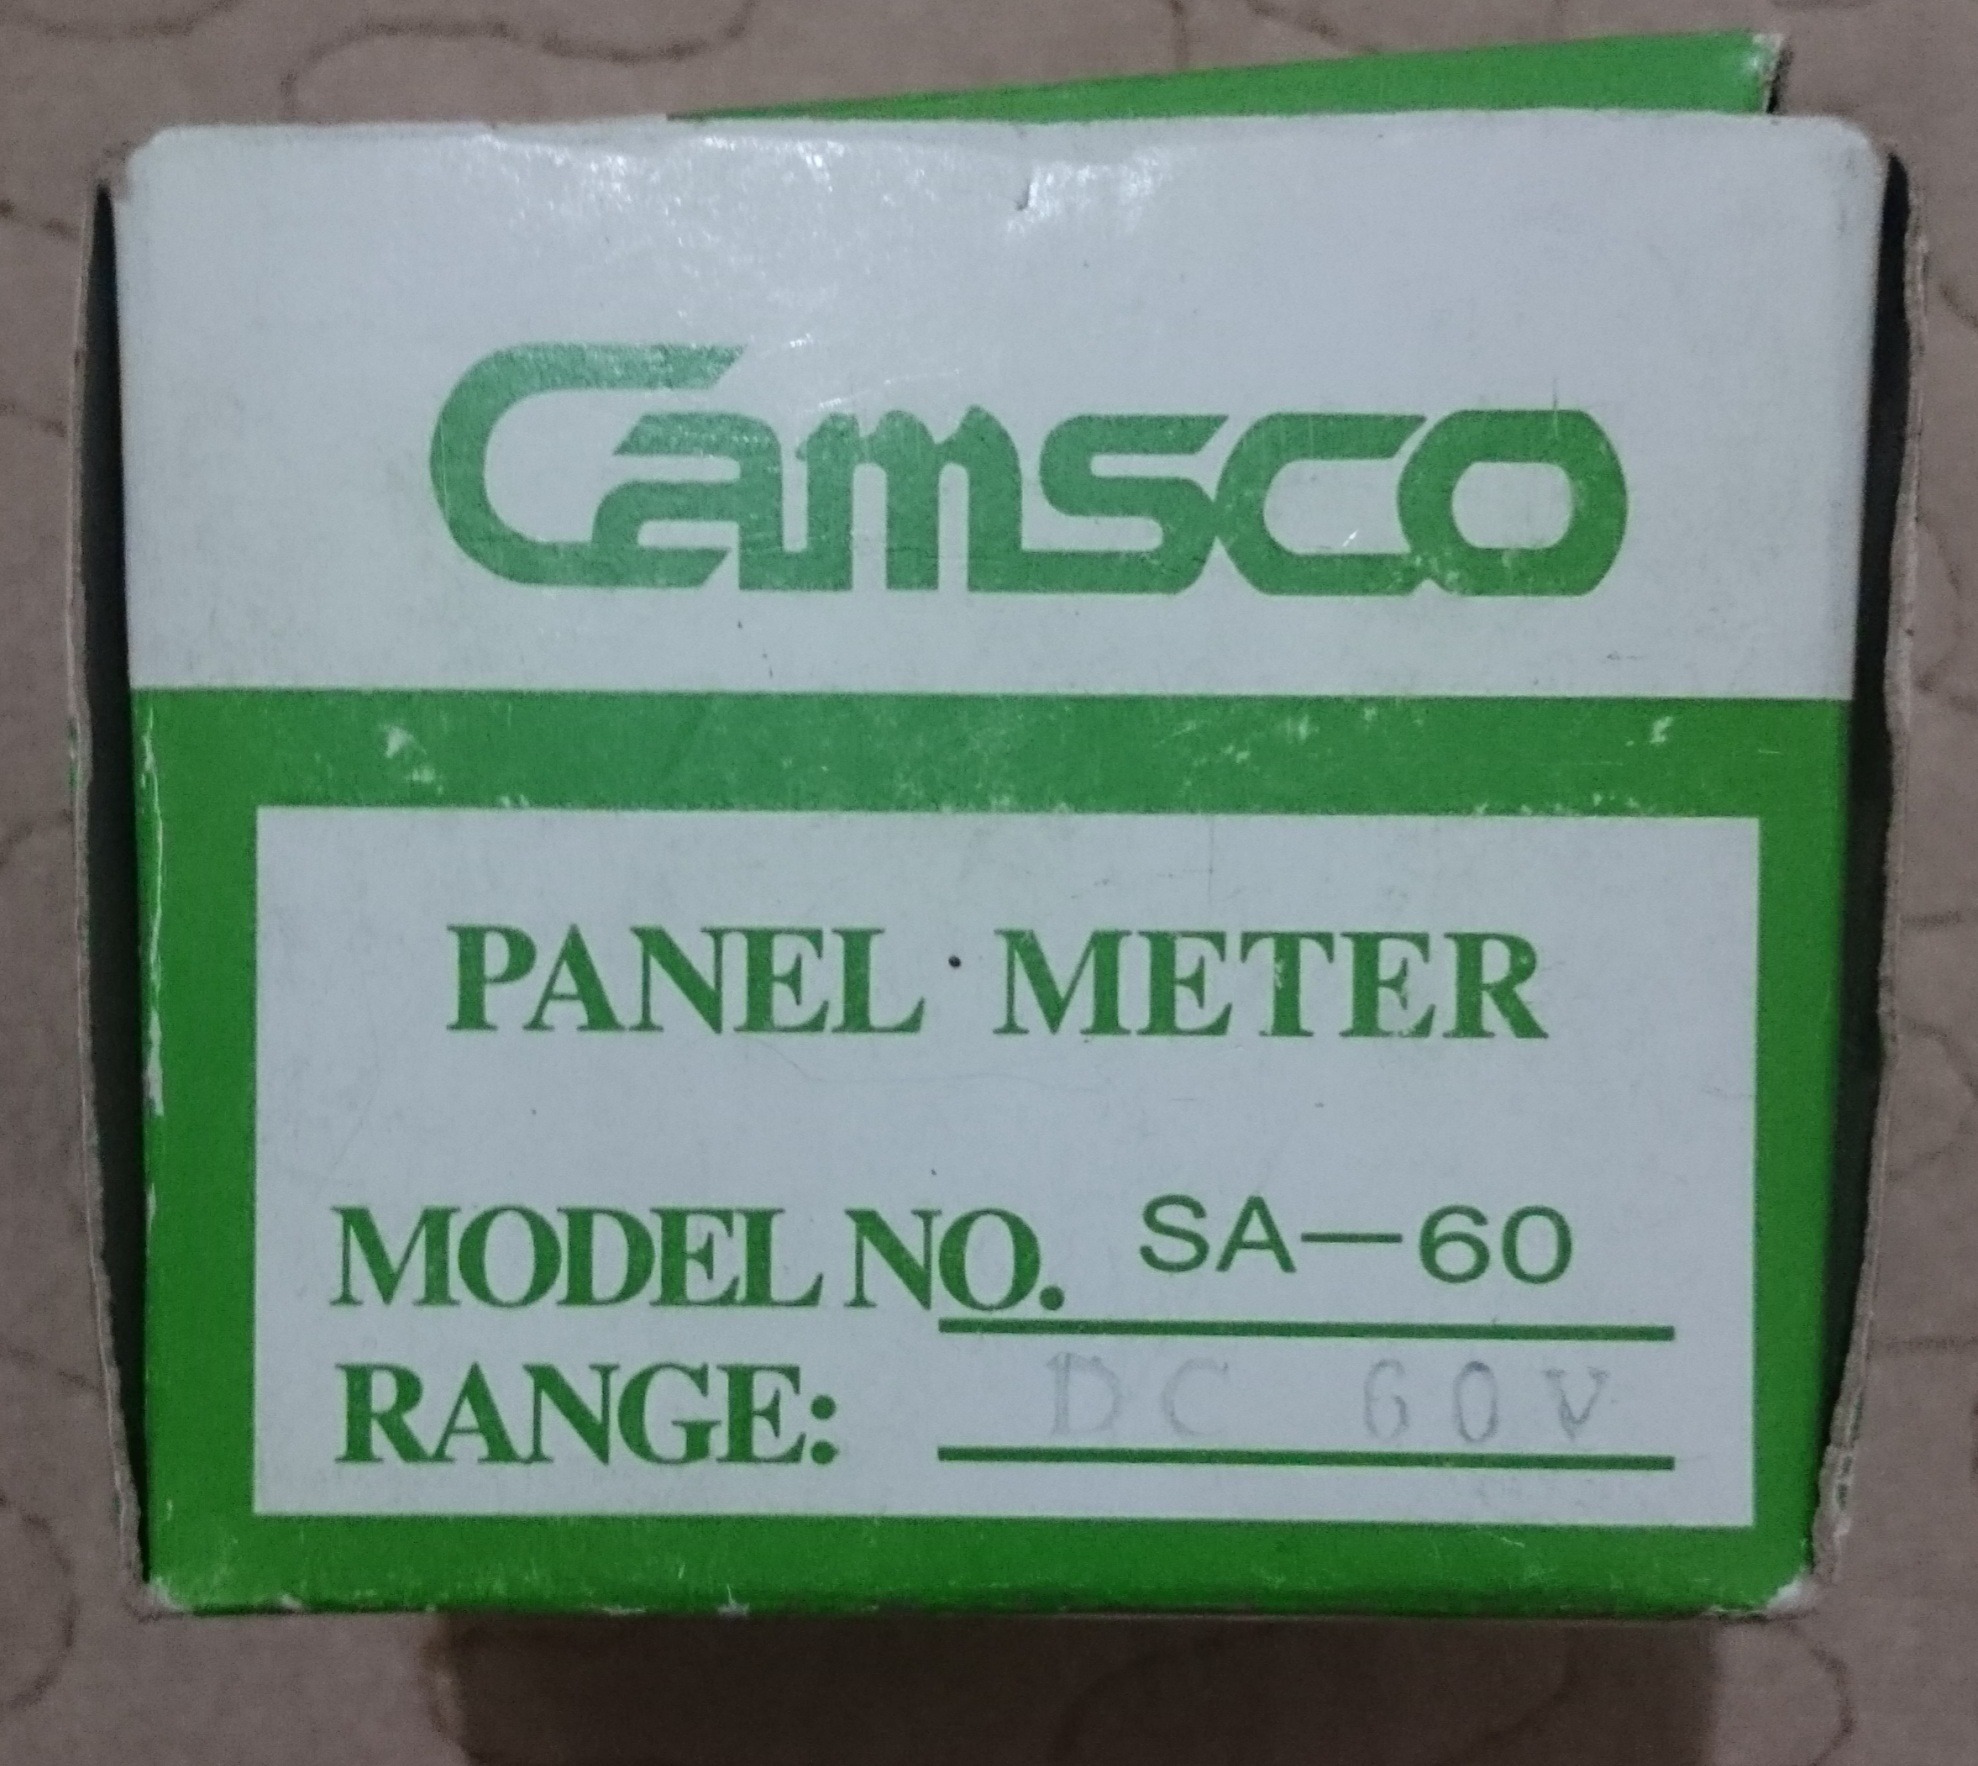 Camsco
PANEL METER
MODEL NO. SA-60
RANGE: DC 60V